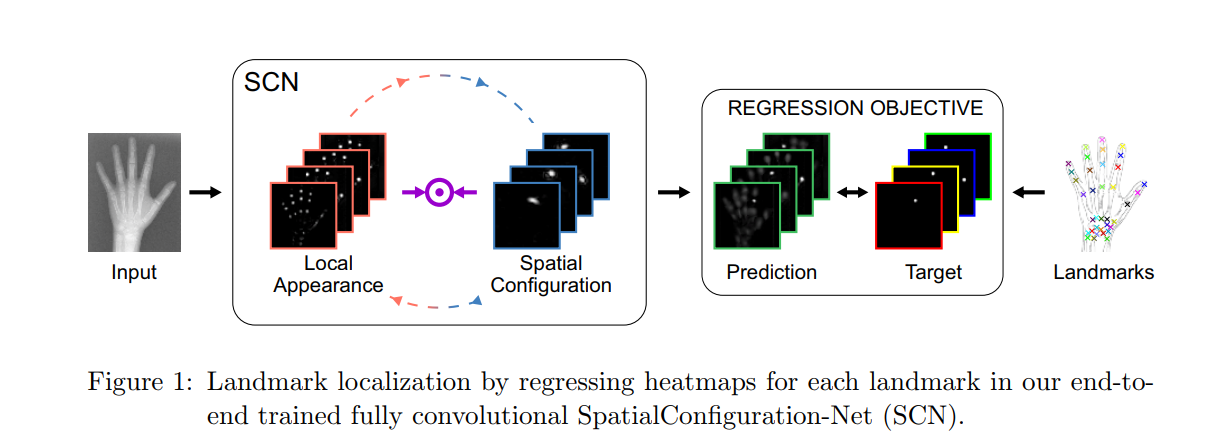 SCN
REGRESSION OBJECTIVE
Input
Local
Appearance
Spatial
Configuration
Prediction
Target
Landmarks
Figure 1: Landmark localization by regressing heatmaps for each landmark in our end-to-
end trained fully convolutional SpatialConfiguration-Net (SCN).